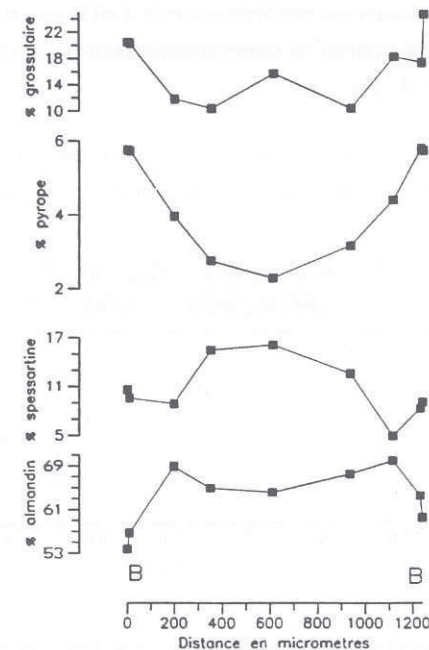 % grossulaire
22
18
14
10
% pyrope
6
4
2
% spessartine
17
11
5
% almandin
69
61
53
B B
0 200 400 600 800 1000 1200
Distance en micrometres